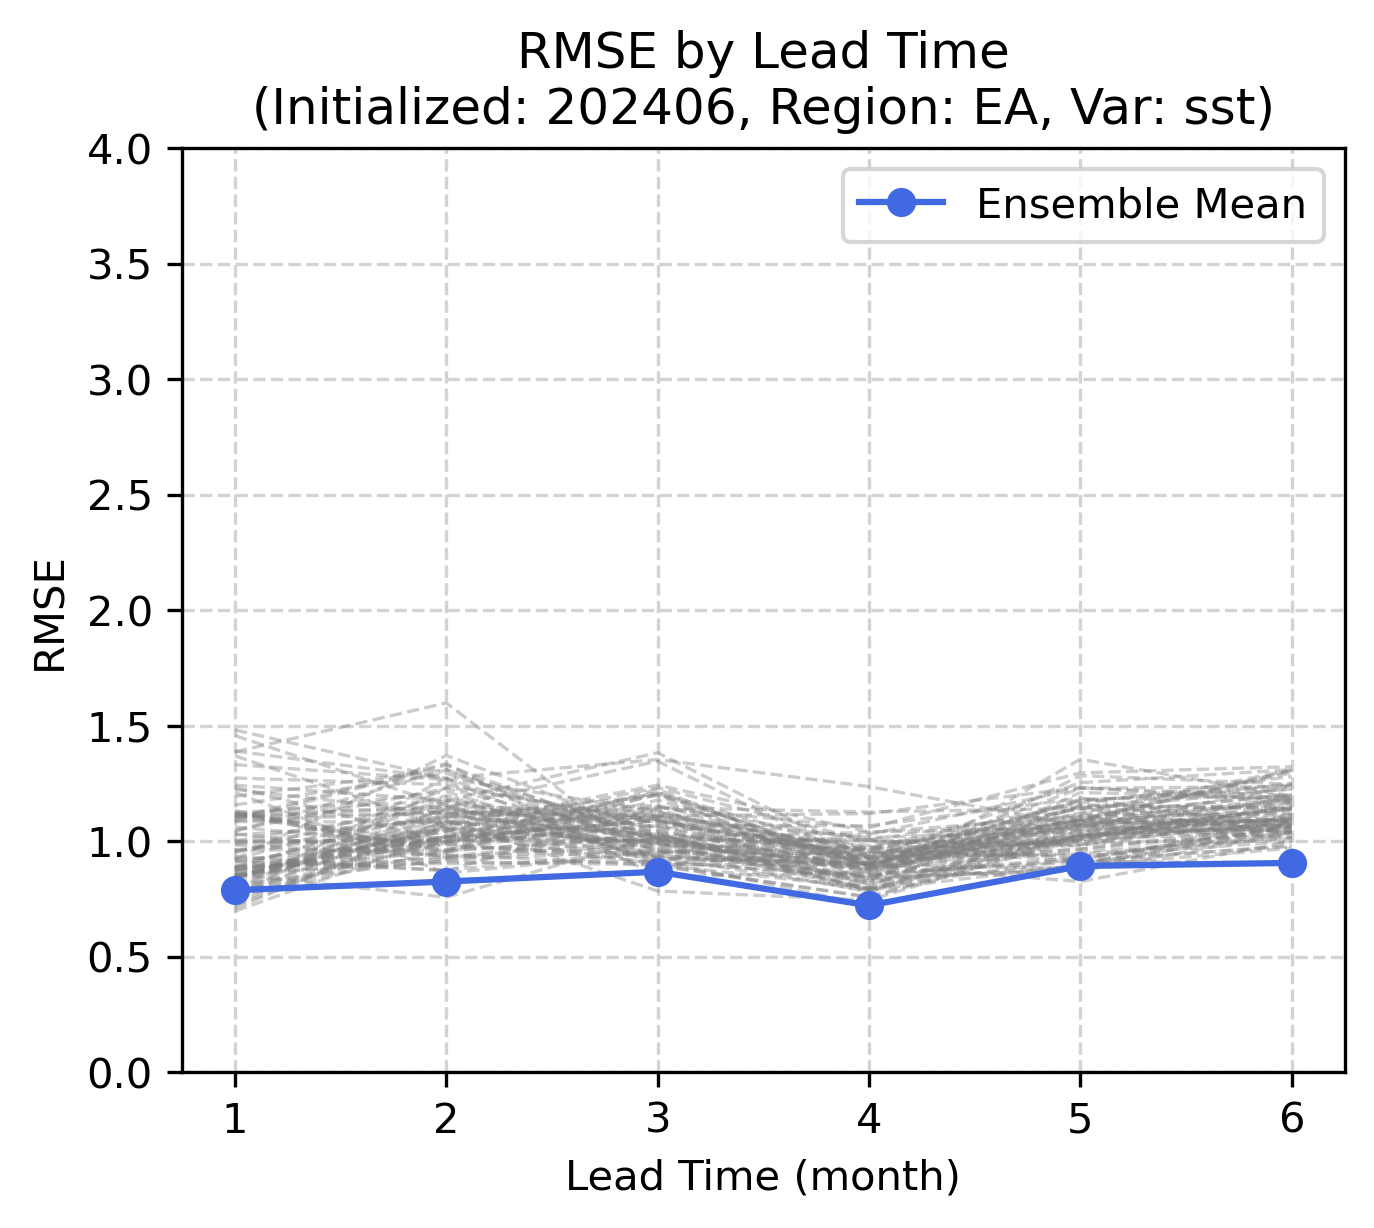 RMSE by Lead Time
(Initialized: 202406, Region: EA, Var: sst)
4.0
3.5
3.0
2.5
2.0
1.5
1.0
0.5
0.0
RMSE
Ensemble Mean
1 2 3 4 5 6
Lead Time (month)